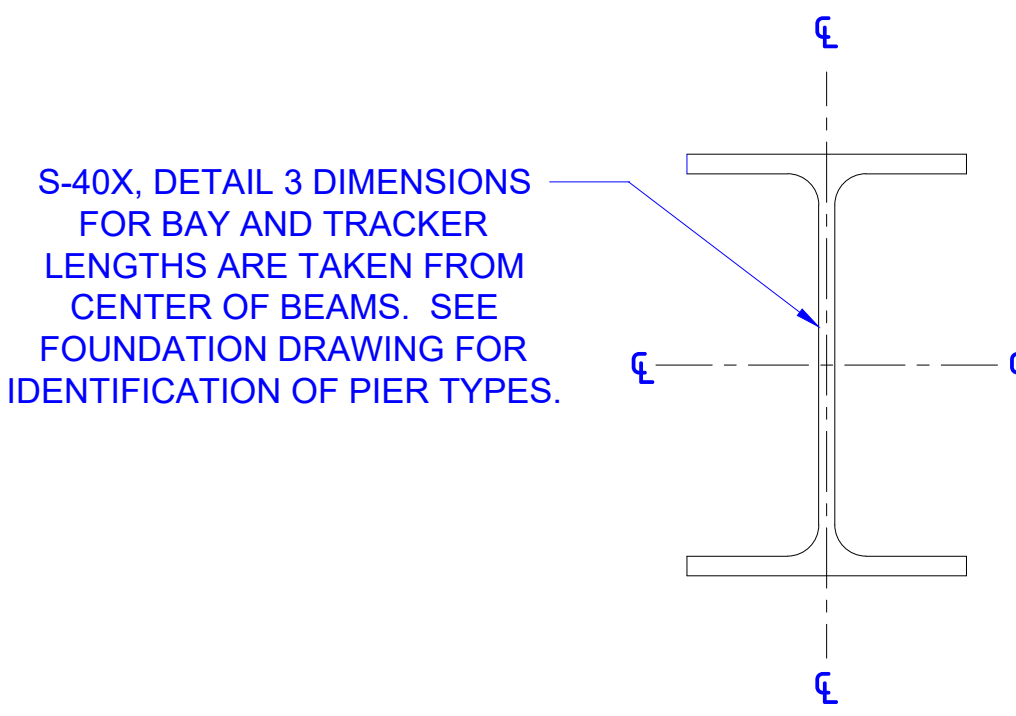 ℄
S-40X, DETAIL 3 DIMENSIONS
FOR BAY AND TRACKER
LENGTHS ARE TAKEN FROM
CENTER OF BEAMS.  SEE
FOUNDATION DRAWING FOR
IDENTIFICATION OF PIER TYPES.
℄
℄